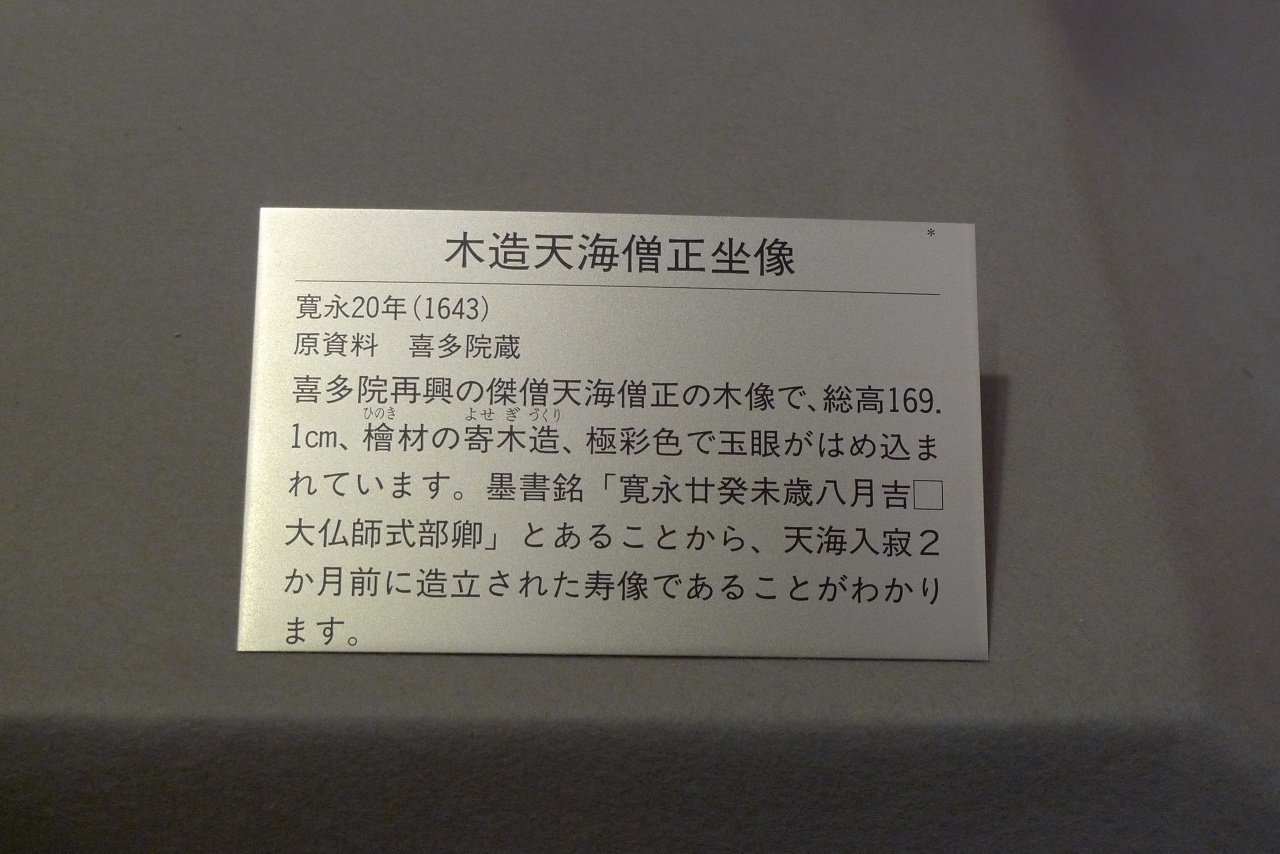 木造天海僧正坐像
*
寛永20年(1643)
原資料　喜多院蔵
喜多院再興の傑僧天海僧正の木像で、総高169.
ひのき よせ ぎ づくり
1cm、檜材の寄木造、極彩色で玉眼がはめ込ま
れています。墨書銘「寛永廿癸未歳八月吉□
大仏師式部卿」とあることから、天海入寂2
か月前に造立された寿像であることがわかり
ます。